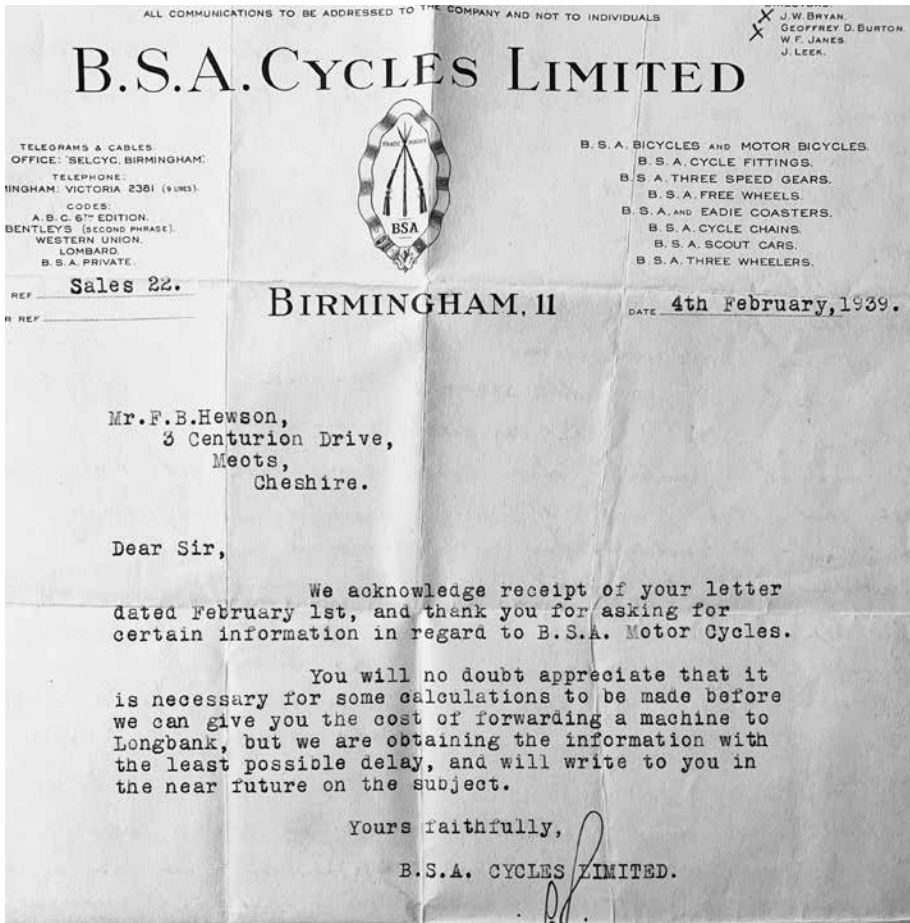 ALL COMMUNICATIONS TO BE ADDRESSED TO THE COMPANY AND NOT TO INDIVIDUALS
J.W. BRYAN.
GEOFFREY D. BURTON.
W.F. JANES.
J. LEEK.
B.S.A. CYCLES LIMITED
TELEGRAMS & CABLES
OFFICE: "SELCYC, BIRMINGHAM."
TELEPHONE:
MINGHAM: VICTORIA 2381 (9 LINES).
CODES:
A.B.C. 6TH EDITION.
BENTLEY'S (SECOND PHRASE).
WESTERN UNION.
LOMBARD.
B.S.A. PRIVATE.
TRADE MARK
BSA
B.S.A. BICYCLES AND MOTOR BICYCLES.
B.S.A. CYCLE FITTINGS.
B.S.A. THREE SPEED GEARS.
B.S.A. FREE WHEELS.
B.S.A. AND EADIE COASTERS.
B.S.A. CYCLE CHAINS.
B.S.A. SCOUT CARS.
B.S.A. THREE WHEELERS.
REF Sales 22.
R REF
BIRMINGHAM, 11
DATE 4th February, 1939.
Mr.F.B.Hewson,
3 Centurion Drive,
Meots,
Cheshire.
Dear Sir,
We acknowledge receipt of your letter
dated February 1st, and thank you for asking for
certain information in regard to B.S.A. Motor Cycles.
You will no doubt appreciate that it
is necessary for some calculations to be made before
we can give you the cost of forwarding a machine to
Longbank, but we are obtaining the information with
the least possible delay, and will write to you in
the near future on the subject.
Yours faithfully,
B.S.A. CYCLES LIMITED.